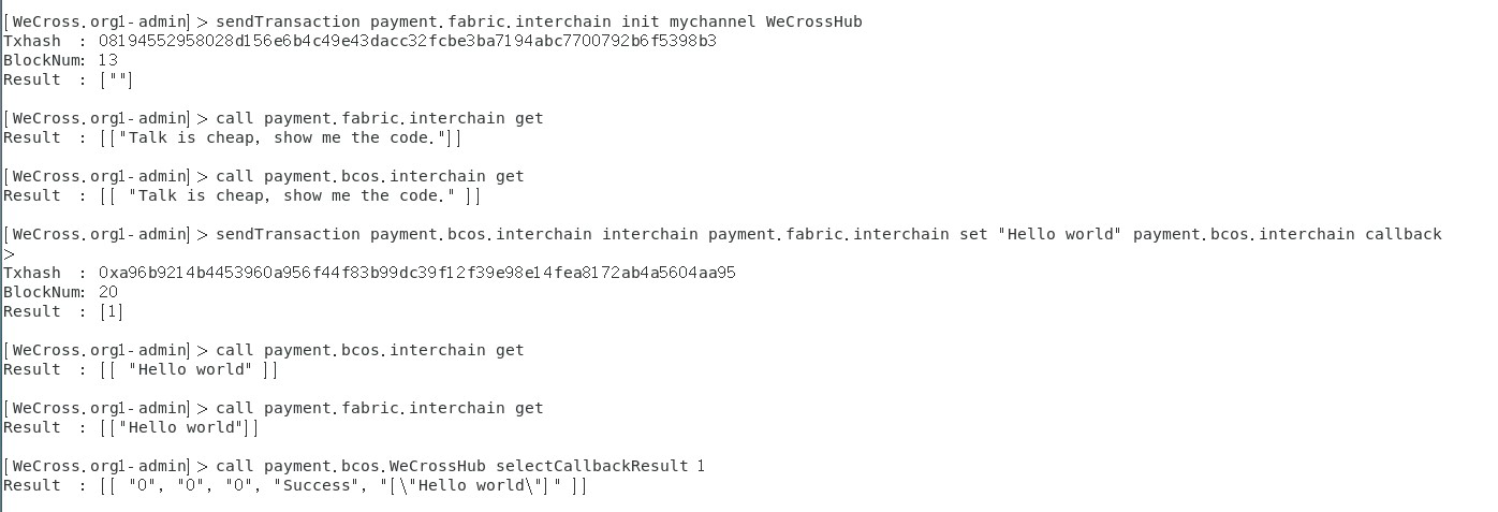 [WeCross.org1-admin] > sendTransaction payment.fabric.interchain init mychannel WeCrossHub
Txhash  : 08194552958028d156e6b4c49e43dacc32fcbe3ba7194abc7700792b6f5398b3
BlockNum: 13
Result  : [""]
[WeCross.org1-admin] > call payment.fabric.interchain get
Result  : [["Talk is cheap, show me the code."]]
[WeCross.org1-admin] > call payment.bcos.interchain get
Result  : [[ "Talk is cheap, show me the code." ]]
[WeCross.org1-admin] > sendTransaction payment.bcos.interchain interchain payment.fabric.interchain set "Hello world" payment.bcos.interchain callback
>
Txhash  : 0xa96b9214b4453960a956f44f83b99dc39f12f39e98e14fea8172ab4a5604aa95
BlockNum: 20
Result  : [1]
[WeCross.org1-admin] > call payment.bcos.interchain get
Result  : [[ "Hello world" ]]
[WeCross.org1-admin] > call payment.fabric.interchain get
Result  : [["Hello world"]]
[WeCross.org1-admin] > call payment.bcos.WeCrossHub selectCallbackResult 1
Result  : [[ "0", "0", "0", "Success", "[\"Hello world\"]" ]]